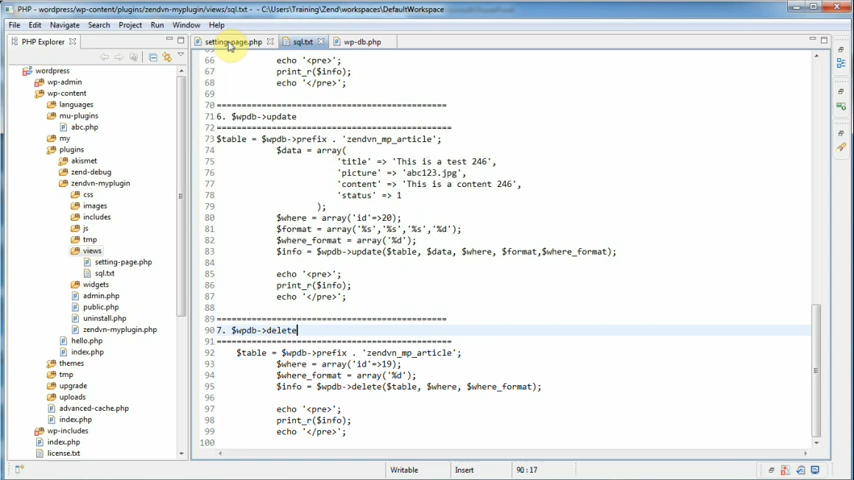 PHP - wordpress/wp-content/plugins/zendvn-myplugin/views/sql.txt - C:\Users\Training\Zend\workspaces\DefaultWorkspace
File Edit Navigate Search Project Run Window Help
PHP Explorer
setting-page.php
sql.txt
wp-db.php
wordpress
wp-admin
wp-content
languages
mu-plugins
abc.php
my
plugins
akismet
zend-debug
zendvn-myplugin
css
images
includes
js
tmp
views
setting-page.php
sql.txt
widgets
admin.php
public.php
uninstall.php
zendvn-myplugin.php
hello.php
index.php
themes
tmp
upgrade
uploads
advanced-cache.php
index.php
wp-includes
index.php
license.txt
66 echo '<pre>';
67 print_r($info);
68 echo '</pre>';
69
70 ==============================================
71 6. $wpdb->update
72 ===============================================
73 $table = $wpdb->prefix . 'zendvn_mp_article';
74 $data = array(
75 'title' => 'This is a test 246',
76 'picture' => 'abc123.jpg',
77 'content' => 'This is a content 246',
78 'status' => 1
79 );
80 $where = array('id'=>20);
81 $format = array('%s','%s','%s','%d');
82 $where_format = array('%d');
83 $info = $wpdb->update($table, $data, $where, $format,$where_format);
84
85 echo '<pre>';
86 print_r($info);
87 echo '</pre>';
88
89 ==============================================
90 7. $wpdb->delete
91 ===============================================
92 $table = $wpdb->prefix . 'zendvn_mp_article';
93 $where = array('id'=>19);
94 $where_format = array('%d');
95 $info = $wpdb->delete($table, $where, $where_format);
96
97 echo '<pre>';
98 print_r($info);
99 echo '</pre>';
100
Writable Insert 90:17